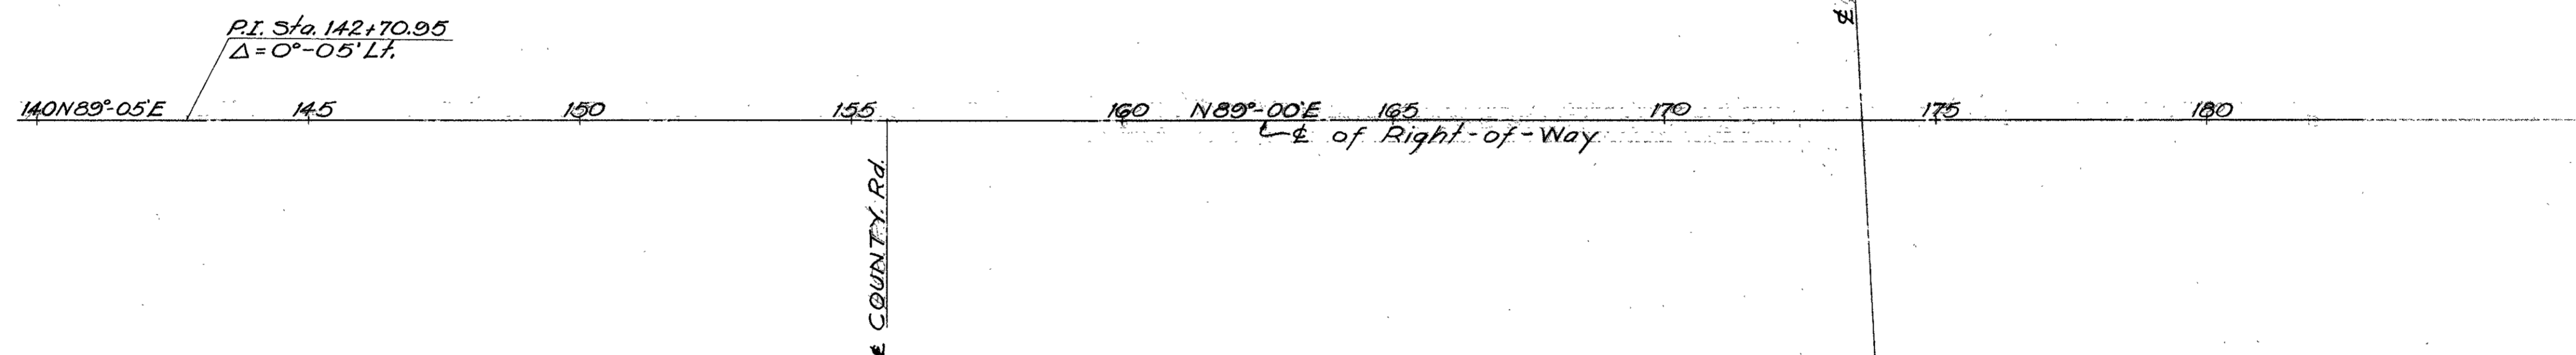 P.I. Sta. 142+70.95
Δ=0°-05' Lt.
℄
140 N89°-05'E 145 150 155 160 N89°-00'E 165 170 175 180
℄ of Right-of-Way
℄ COUNTY. Rd.